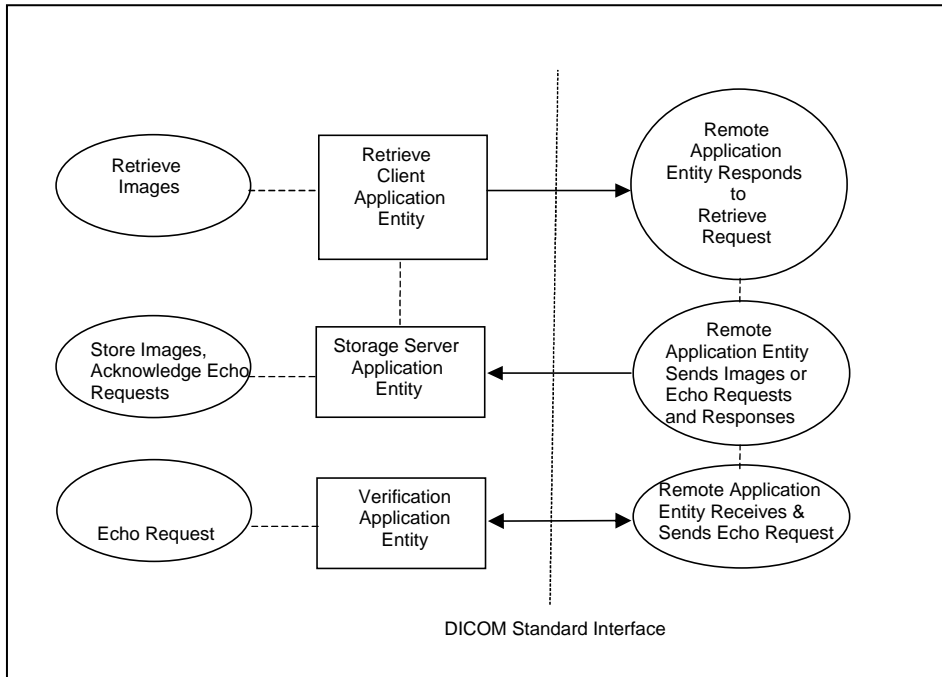 Retrieve
Images
Retrieve
Client
Application
Entity
Remote
Application
Entity Responds
to
Retrieve
Request
Store Images,
Acknowledge Echo
Requests
Storage Server
Application
Entity
Remote
Application Entity
Sends Images or
Echo Requests
and Responses
Echo Request
Verification
Application
Entity
Remote Application
Entity Receives &
Sends Echo Request
DICOM Standard Interface